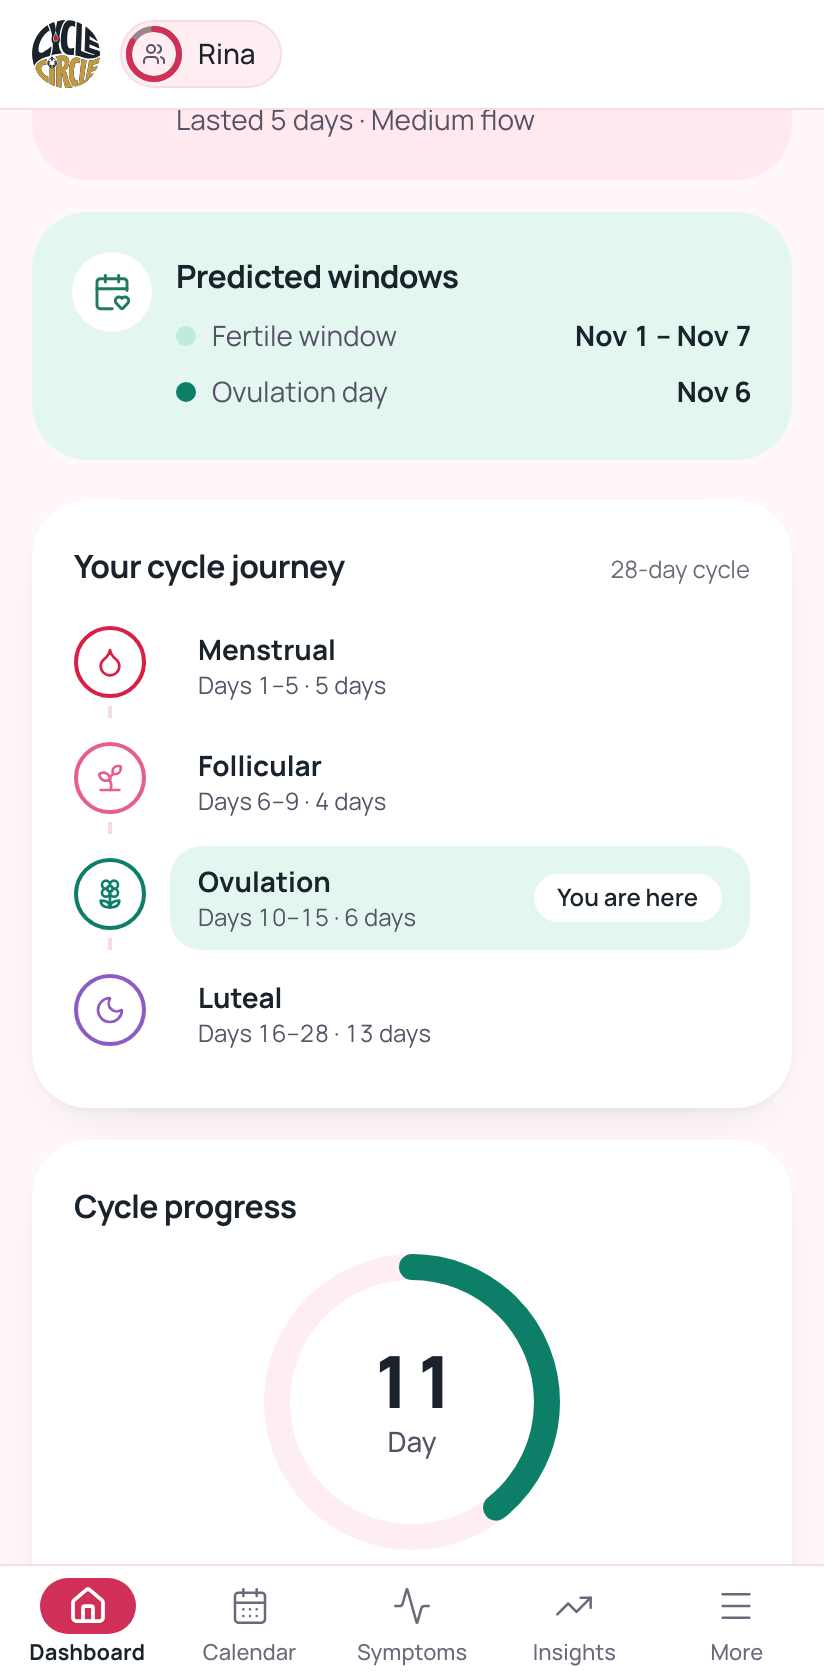 CYCLE
CIRCLE
Rina
Lasted 5 days · Medium flow
Predicted windows
Fertile window Nov 1 – Nov 7
Ovulation day Nov 6
Your cycle journey 28-day cycle
Menstrual
Days 1–5 · 5 days
Follicular
Days 6–9 · 4 days
Ovulation
Days 10–15 · 6 days
You are here
Luteal
Days 16–28 · 13 days
Cycle progress
11
Day
Dashboard Calendar Symptoms Insights More